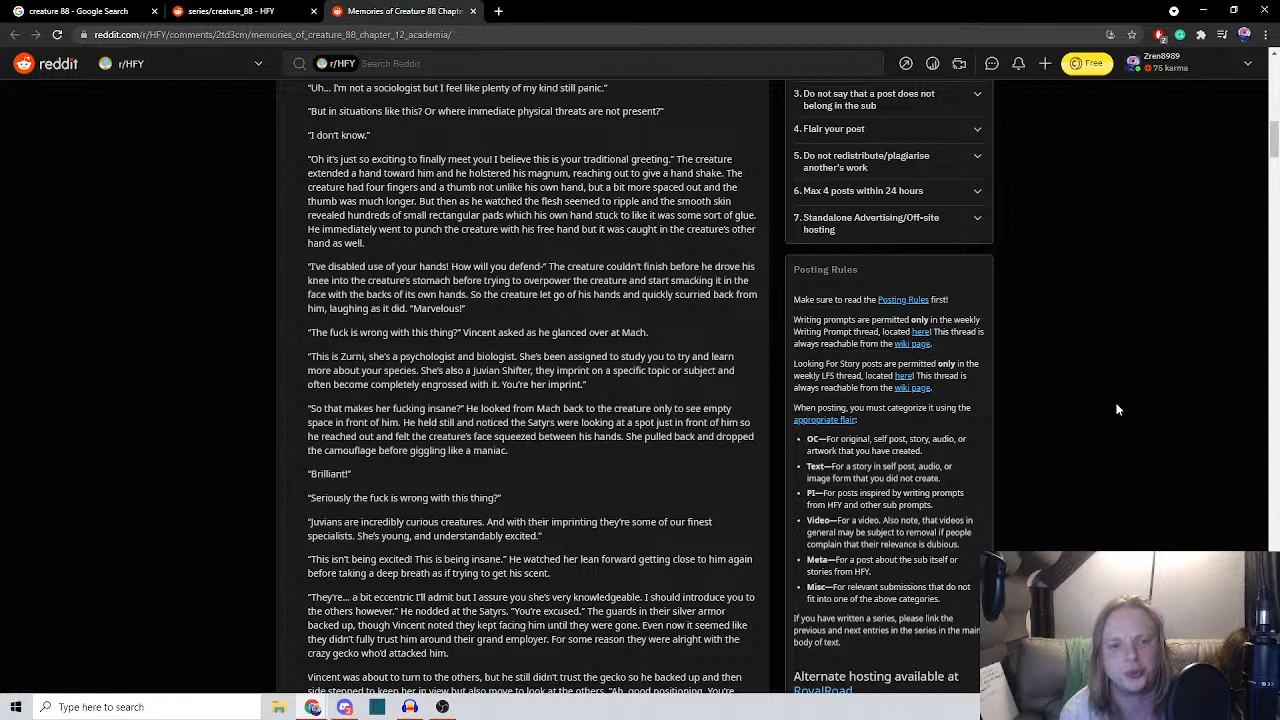 creature 88 - Google Search
series/creature_88 - HFY
Memories of Creature 88 Chapte
reddit.com/r/HFY/comments/2td3cm/memories_of_creature_88_chapter_12_academia/
reddit
r/HFY
r/HFY
Search Reddit
Free
Zren8989
75 karma
"Uh... I'm not a sociologist but I feel like plenty of my kind still panic."
"But in situations like this? Or where immediate physical threats are not present?"
"I don't know."
"Oh it's just so exciting to finally meet you! I believe this is your traditional greeting." The creature
extended a hand toward him and he holstered his magnum, reaching out to give a hand shake. The
creature had four fingers and a thumb not unlike his own hand, but a bit more spaced out and the
thumb was much longer. But then as he watched the flesh seemed to ripple and the smooth skin
revealed hundreds of small rectangular pads which his own hand stuck to like it was some sort of glue.
He immediately went to punch the creature with his free hand but it was caught in the creature's other
hand as well.
"I've disabled use of your hands! How will you defend-" The creature couldn't finish before he drove his
knee into the creature's stomach before trying to overpower the creature and start smacking it in the
face with the backs of its own hands. So the creature let go of his hands and quickly scurried back from
him, laughing as it did. "Marvelous!"
"The fuck is wrong with this thing?" Vincent asked as he glanced over at Mach.
"This is Zurni, she's a psychologist and biologist. She's been assigned to study you to try and learn
more about your species. She's also a Juvian Shifter, they imprint on a specific topic or subject and
often become completely engrossed with it. You're her imprint."
"So that makes her fucking insane?" He looked from Mach back to the creature only to see empty
space in front of him. He held still and noticed the Satyrs were looking at a spot just in front of him so
he reached out and felt the creature's face squeezed between his hands. She pulled back and dropped
the camouflage before giggling like a maniac.
"Brilliant!"
"Seriously the fuck is wrong with this thing?"
"Juvians are incredibly curious creatures. And with their imprinting they're some of our finest
specialists. She's young, and understandably excited."
"This isn't being excited! This is being insane." He watched her lean forward getting close to him again
before taking a deep breath as if trying to get his scent.
"They're... a bit eccentric I'll admit but I assure you she's very knowledgeable. I should introduce you to
the others however." He nodded at the Satyrs. "You're excused." The guards in their silver armor
backed up, though Vincent noted they kept facing him until they were gone. Even now it seemed like
they didn't fully trust him around their grand employer. For some reason they were alright with the
crazy gecko who'd attacked him.
Vincent was about to turn to the others, but he still didn't trust the gecko so he backed up and then
side stepped to keep her in view but also move to look at the others. "Ah, good positioning. You're
3. Do not say that a post does not
belong in the sub
4. Flair your post
5. Do not redistribute/plagiarise
another's work
6. Max 4 posts within 24 hours
7. Standalone Advertising/Off-site
hosting
Posting Rules
Make sure to read the Posting Rules first!
Writing prompts are permitted only in the weekly
Writing Prompt thread, located here! This thread is
always reachable from the wiki page.
Looking For Story posts are permitted only in the
weekly LFS thread, located here! This thread is
always reachable from the wiki page.
When posting, you must categorize it using the
appropriate flair:
• OC—For original, self post, story, audio, or
artwork that you have created.
• Text—For a story in self post, audio, or
image form that you did not create.
• PI—For posts inspired by writing prompts
from HFY and other sub prompts.
• Video—For a video. Also note, that videos in
general may be subject to removal if people
complain that their relevance is dubious.
• Meta—For a post about the sub itself or
stories from HFY.
• Misc—For relevant submissions that do not
fit into one of the above categories.
If you have written a series, please link the
previous and next entries in the series in the main
body of text.
Alternate hosting available at
RoyalRoad
Type here to search